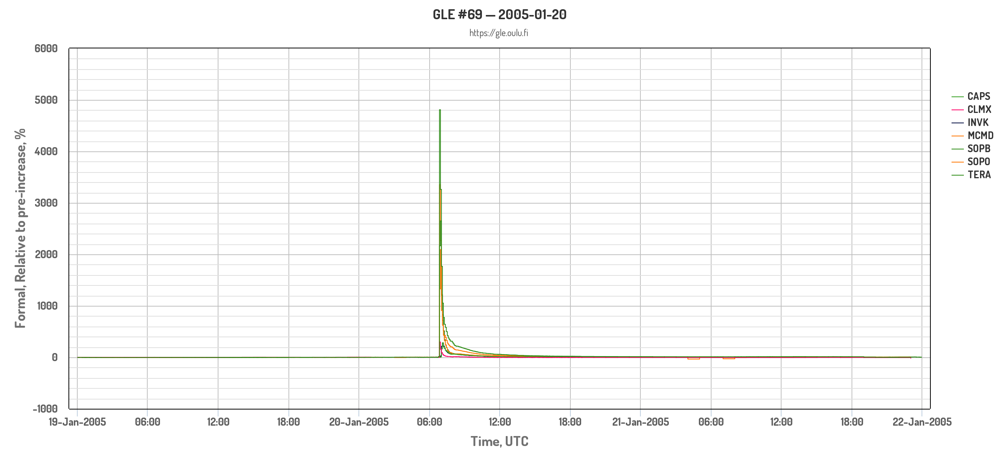 GLE #69 — 2005-01-20
https://gle.oulu.fi
Formal, Relative to pre-increase, %
6000
5000
4000
3000
2000
1000
0
-1000
19-Jan-2005 06:00 12:00 18:00 20-Jan-2005 06:00 12:00 18:00 21-Jan-2005 06:00 12:00 18:00 22-Jan-2005
Time, UTC
CAPS
CLMX
INVK
MCMD
SOPB
SOPO
TERA